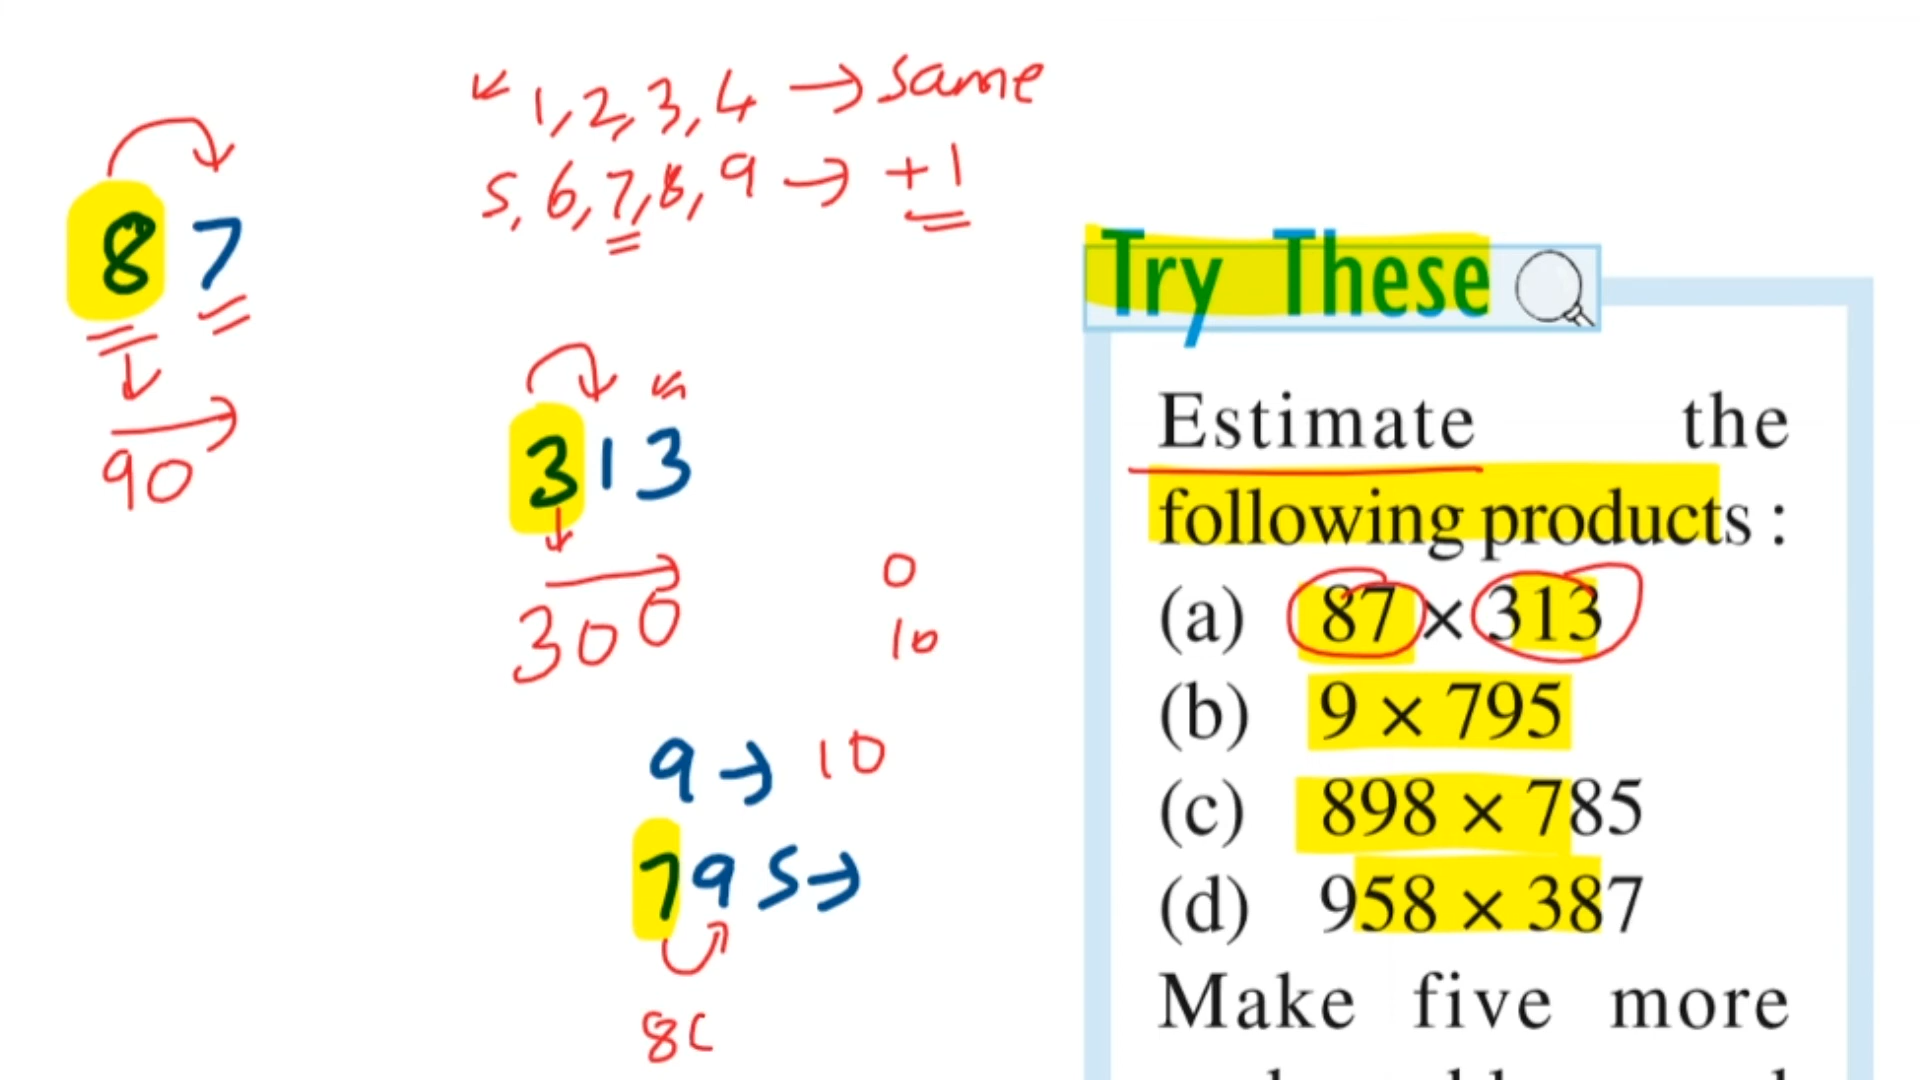 1, 2, 3, 4 → same
5, 6, 7, 8, 9 → +1
87
90
313
300
0
10
9 → 10
795 →
80
Try These
Estimate the
following products :
(a) 87 × 313
(b) 9 × 795
(c) 898 × 785
(d) 958 × 387
Make five more